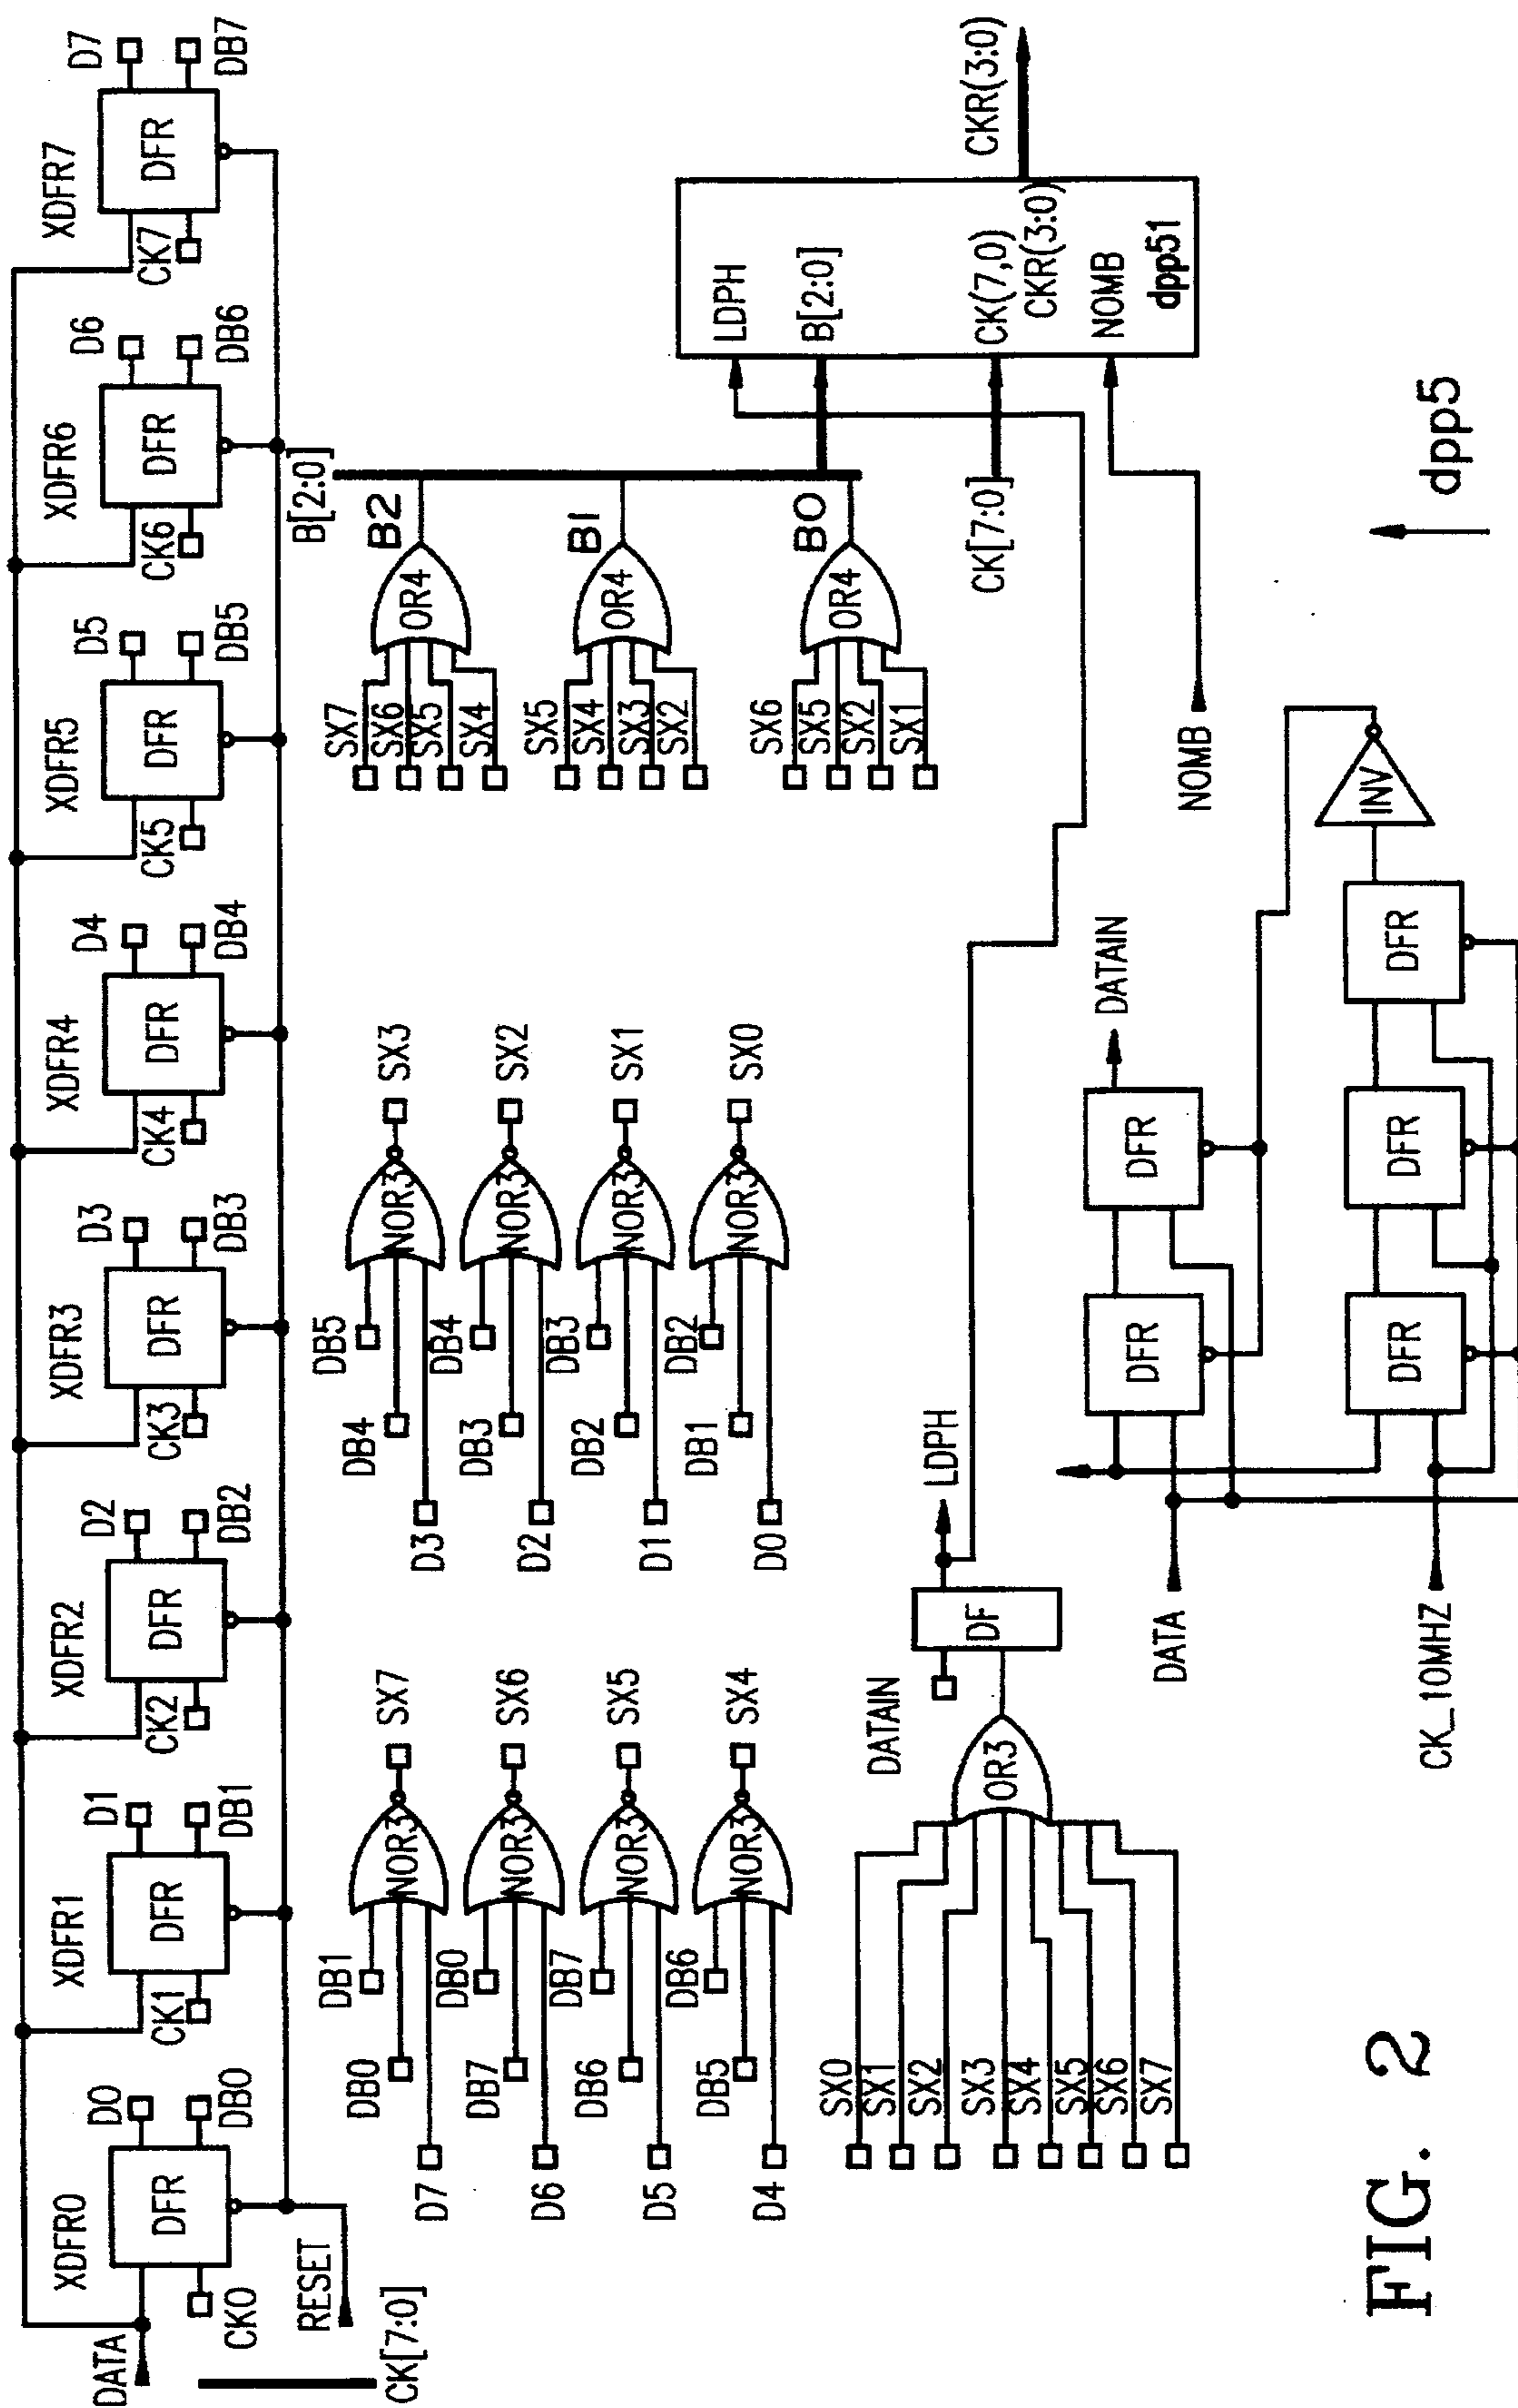 XDFR0
XDFR1
XDFR2
XDFR3
XDFR4
XDFR5
XDFR6
XDFR7
DATA
DFR
D0
DB0
CK0
DFR
D1
DB1
CK1
DFR
D2
DB2
CK2
DFR
D3
DB3
CK3
DFR
D4
DB4
CK4
DFR
D5
DB5
CK5
DFR
D6
DB6
CK6
DFR
D7
DB7
CK7
RESET
CK[7:0]
DB1
DB0
D7
NOR3
SX7
DB0
DB7
D6
NOR3
SX6
DB7
DB6
D5
NOR3
SX5
DB6
DB5
D4
NOR3
SX4
DB5
DB4
D3
NOR3
SX3
DB4
DB3
D2
NOR3
SX2
DB3
DB2
D1
NOR3
SX1
DB2
DB1
D0
NOR3
SX0
B[2:0]
SX7
SX6
SX5
SX4
OR4
B2
SX5
SX4
SX3
SX2
OR4
B1
SX6
SX5
SX2
SX1
OR4
B0
CK[7:0]
NOMB
LDPH
B[2:0]
CK(7,0)
CKR(3:0)
NOMB
dpp51
CKR(3:0)
SX0
SX1
SX2
SX3
SX4
SX5
SX6
SX7
OR3
DATAIN
DF
LDPH
DATA
CK_10MHZ
DFR
DFR
DATAIN
DFR
DFR
DFR
INV
dpp5
FIG. 2